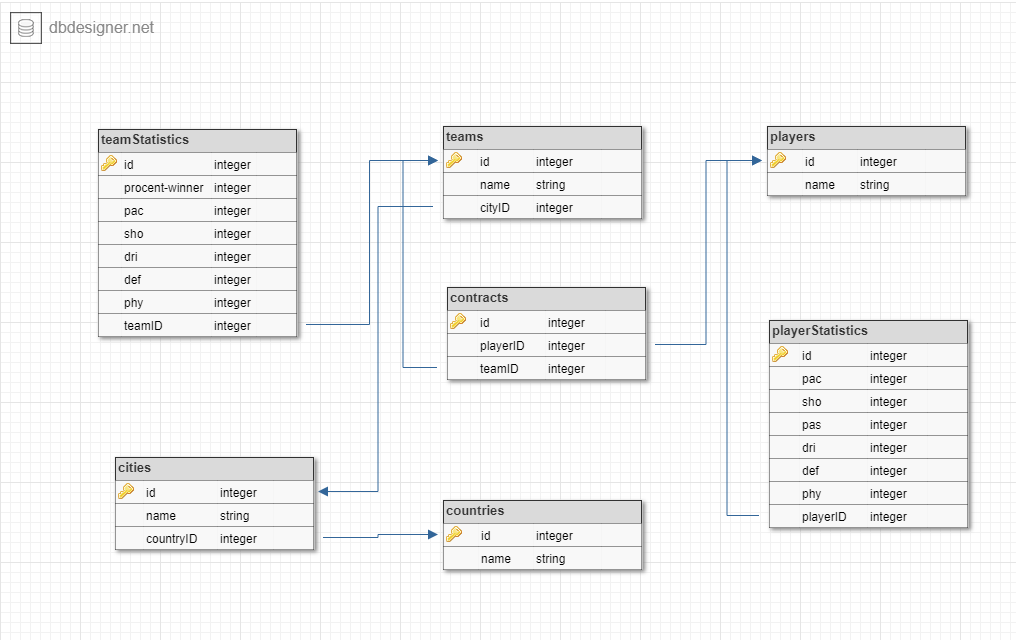 dbdesigner.net
teamStatistics
id integer
procent-winner integer
pac integer
sho integer
dri integer
def integer
phy integer
teamID integer
teams
id integer
name string
cityID integer
players
id integer
name string
contracts
id integer
playerID integer
teamID integer
playerStatistics
id integer
pac integer
sho integer
pas integer
dri integer
def integer
phy integer
playerID integer
cities
id integer
name string
countryID integer
countries
id integer
name string